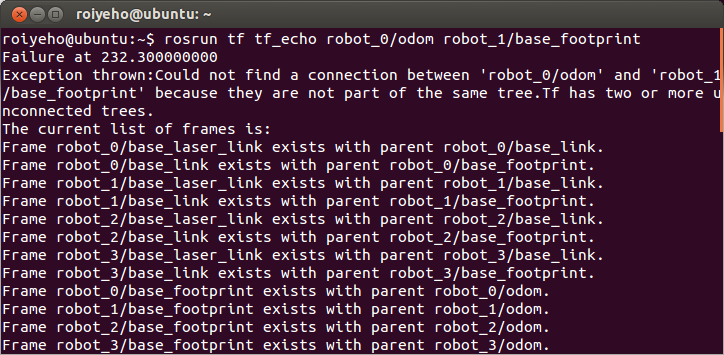 roiyeho@ubuntu: ~
roiyeho@ubuntu:~$ rosrun tf tf_echo robot_0/odom robot_1/base_footprint
Failure at 232.300000000
Exception thrown:Could not find a connection between 'robot_0/odom' and 'robot_1
/base_footprint' because they are not part of the same tree.Tf has two or more u
nconnected trees.
The current list of frames is:
Frame robot_0/base_laser_link exists with parent robot_0/base_link.
Frame robot_0/base_link exists with parent robot_0/base_footprint.
Frame robot_1/base_laser_link exists with parent robot_1/base_link.
Frame robot_1/base_link exists with parent robot_1/base_footprint.
Frame robot_2/base_laser_link exists with parent robot_2/base_link.
Frame robot_2/base_link exists with parent robot_2/base_footprint.
Frame robot_3/base_laser_link exists with parent robot_3/base_link.
Frame robot_3/base_link exists with parent robot_3/base_footprint.
Frame robot_0/base_footprint exists with parent robot_0/odom.
Frame robot_1/base_footprint exists with parent robot_1/odom.
Frame robot_2/base_footprint exists with parent robot_2/odom.
Frame robot_3/base_footprint exists with parent robot_3/odom.